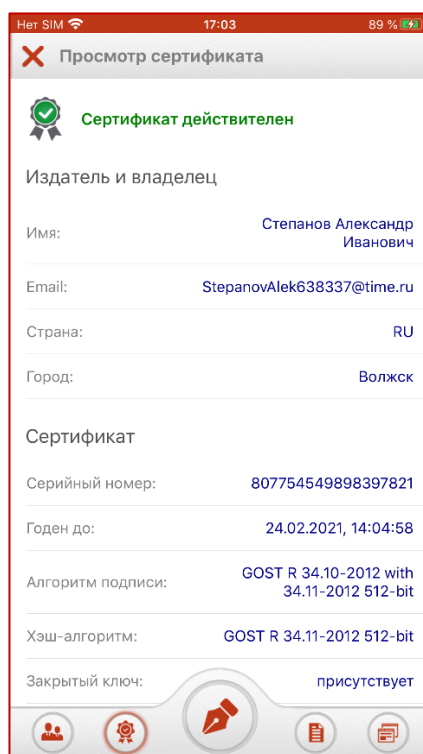 Нет SIM 17:03 89 %
Просмотр сертификата
Сертификат действителен
Издатель и владелец
Имя: Степанов Александр
Иванович
Email: StepanovAlek638337@time.ru
Страна: RU
Город: Волжск
Сертификат
Серийный номер: 807754549898397821
Годен до: 24.02.2021, 14:04:58
Алгоритм подписи: GOST R 34.10-2012 with
34.11-2012 512-bit
Хэш-алгоритм: GOST R 34.11-2012 512-bit
Закрытый ключ: присутствует